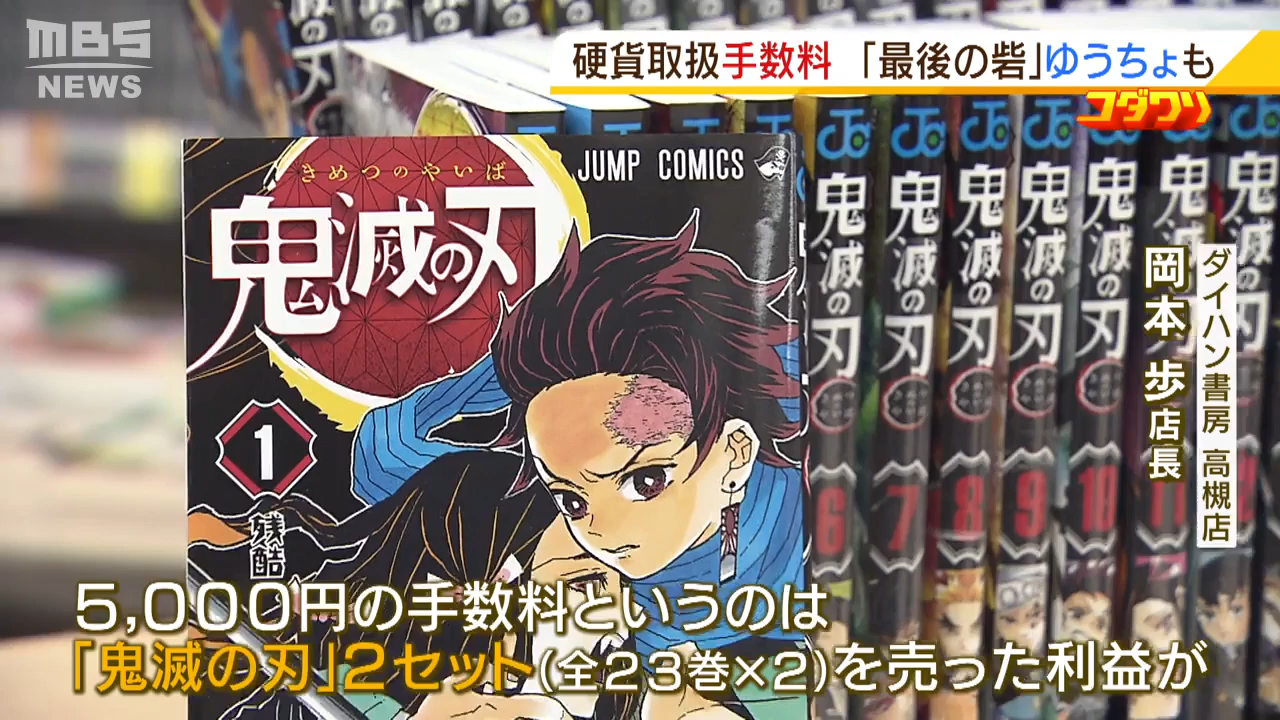 MBS
NEWS
硬貨取扱手数料 「最後の砦」ゆうちょも
コダワリ
きめつのやいば
鬼滅の刃
JUMP COMICS
1
残酷
鬼滅の刃
6
鬼滅の刃
7
鬼滅の刃
8
鬼滅の刃
9
鬼滅の刃
10
鬼滅の刃
11
鬼滅の刃
ダイハン書房 高槻店
岡本 歩店長
5,000円の手数料というのは
「鬼滅の刃」2セット(全23巻×2)を売った利益が